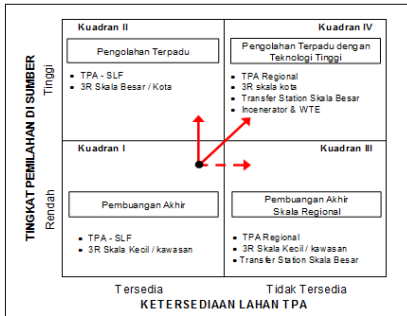 Kuadran II
Pengolahan Terpadu
• TPA - SLF
• 3R Skala Besar / Kota
Kuadran IV
Pengolahan Terpadu dengan
Teknologi Tinggi
• TPA Regional
• 3R skala kota
• Transfer Station Skala Besar
• Incenerator & WTE
Kuadran I
Pembuangan Akhir
• TPA - SLF
• 3R Skala Kecil / kawasan
Kuadran III
Pembuangan Akhir
Skala Regional
• TPA Regional
• 3R Skala Kecil / kawasan
• Transfer Station Skala Besar
TINGKAT PEMILAHAN DI SUMBER
Tinggi
Rendah
Tersedia
Tidak Tersedia
KETERSEDIAAN LAHAN TPA